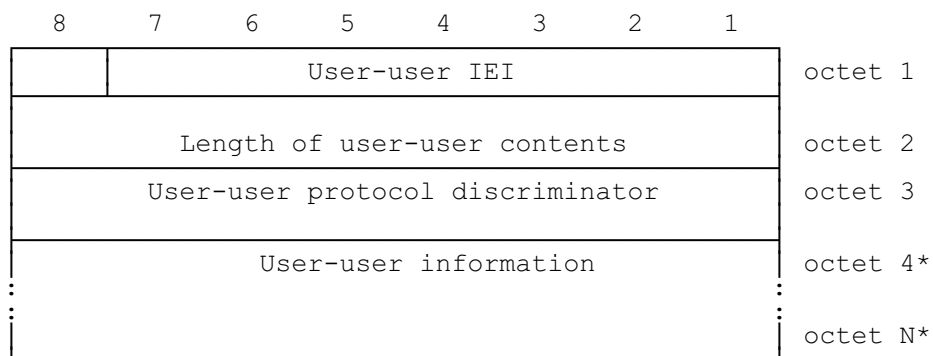 8 7 6 5 4 3 2 1
User-user IEI octet 1
Length of user-user contents octet 2
User-user protocol discriminator octet 3
User-user information octet 4*
octet N*